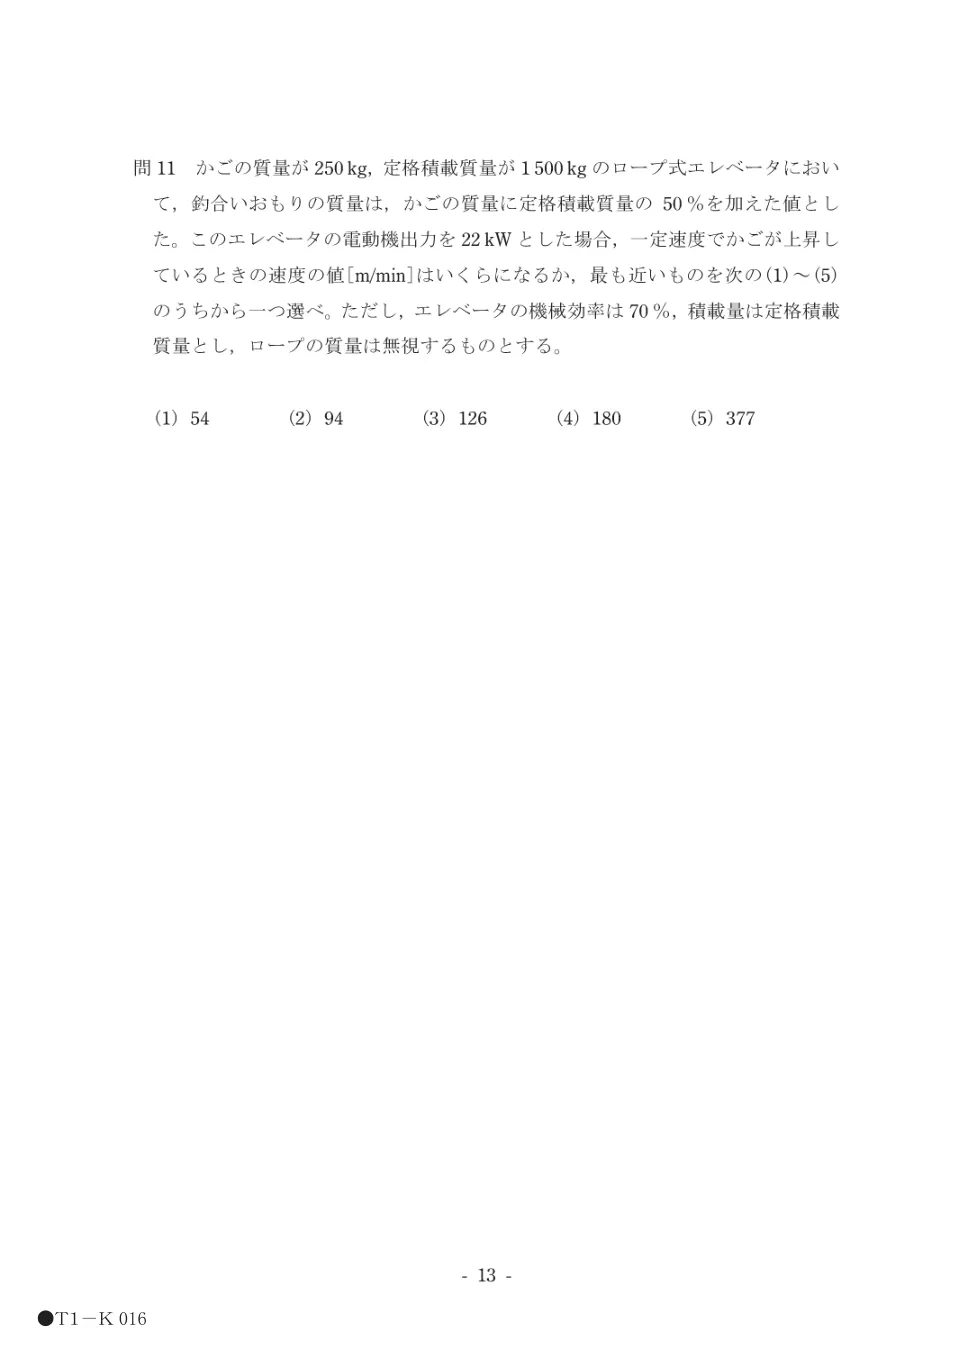 問 11　かごの質量が 250 kg，定格積載質量が 1 500 kg のロープ式エレベータにおい
て，釣合いおもりの質量は，かごの質量に定格積載質量の 50 %を加えた値とし
た。このエレベータの電動機出力を 22 kW とした場合，一定速度でかごが上昇し
ているときの速度の値[m/min]はいくらになるか，最も近いものを次の(1)～(5)
のうちから一つ選べ。ただし，エレベータの機械効率は 70 %，積載量は定格積載
質量とし，ロープの質量は無視するものとする。
(1) 54　(2) 94　(3) 126　(4) 180　(5) 377
- 13 -
●T1－K 016